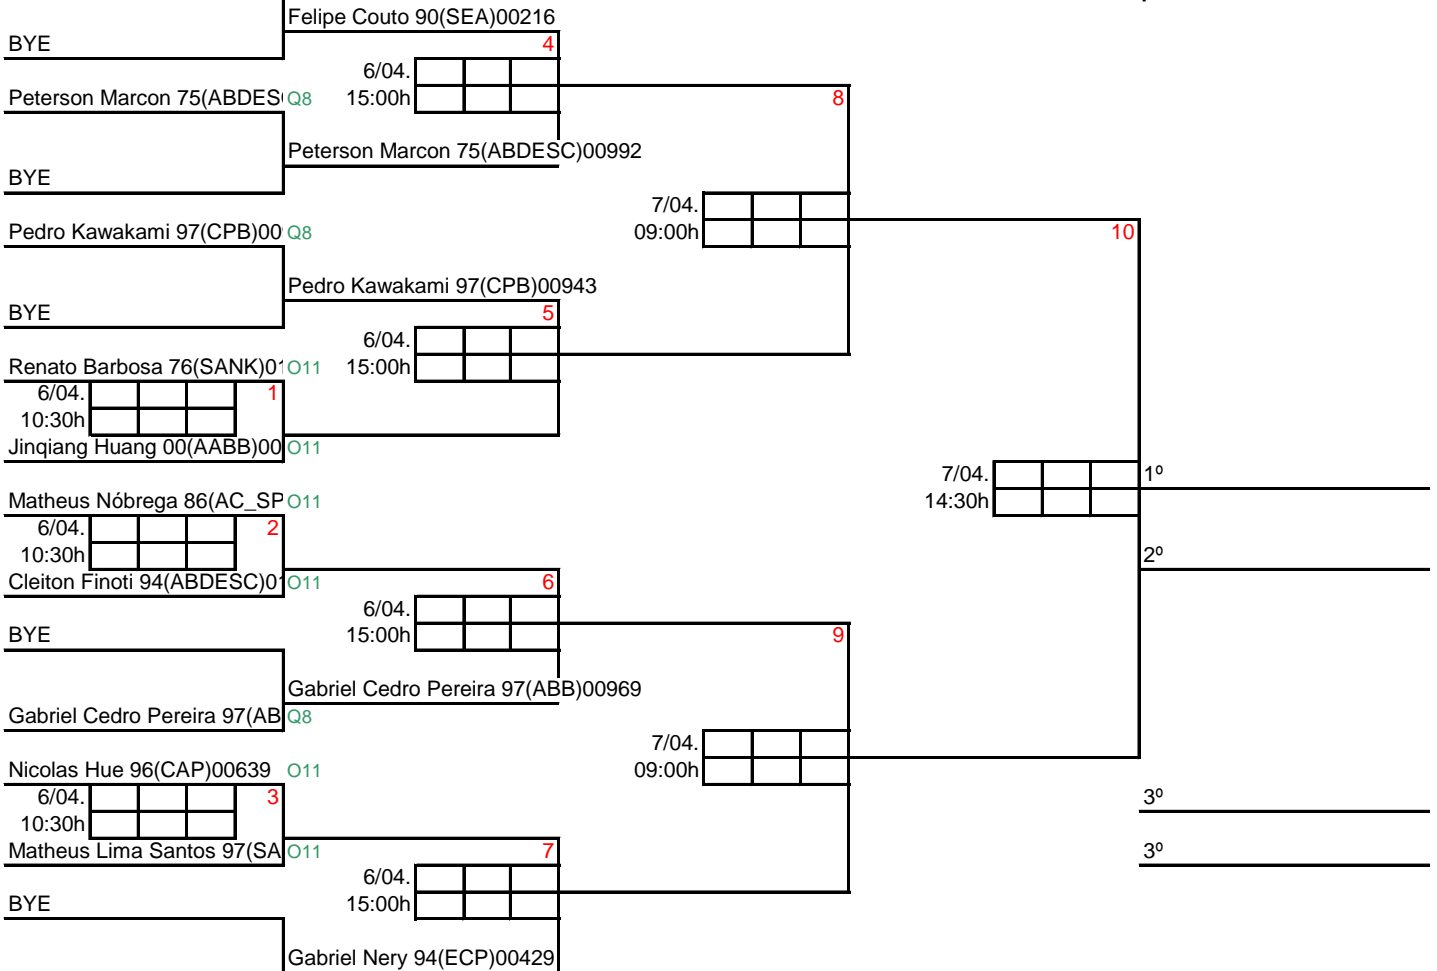 Felipe Couto 90(SEA)00216
BYE 4
6/04.
Peterson Marcon 75(ABDES Q8 15:00h 8
Peterson Marcon 75(ABDESC)00992
BYE
7/04.
Pedro Kawakami 97(CPB)00 Q8 09:00h 10
Pedro Kawakami 97(CPB)00943
BYE 5
6/04.
Renato Barbosa 76(SANK)01 O11 15:00h
6/04. 1
10:30h
Jinqiang Huang 00(AABB)00 O11
7/04. 1º
Matheus Nóbrega 86(AC_SP O11 14:30h
6/04. 2
10:30h 2º
Cleiton Finoti 94(ABDESC)01 O11 6
6/04.
BYE 15:00h 9
Gabriel Cedro Pereira 97(ABB)00969
Gabriel Cedro Pereira 97(AB Q8
7/04.
Nicolas Hue 96(CAP)00639 O11 09:00h
6/04. 3 3º
10:30h
Matheus Lima Santos 97(SA O11 7 3º
6/04.
BYE 15:00h
Gabriel Nery 94(ECP)00429